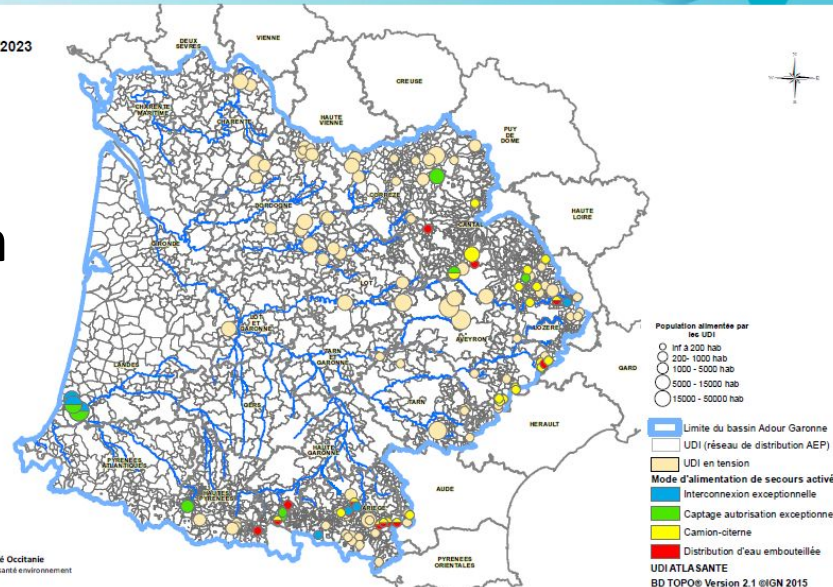 2023
n
DEUX
SEVRES
VIENNE
CREUSE
HAUTE
VIENNE
PUY
DE
DOME
CHARENTE
MARITIME
CHARENTE
CORREZE
DORDOGNE
CANTAL
HAUTE
LOIRE
GIRONDE
LOT
LOT
ET
GARONNE
AVEYRON
LOZERE
TARN
ET
GARONNE
GARD
LANDES
GERS
TARN
HERAULT
HAUTE
GARONNE
PYRENEES
ATLANTIQUES
HAUTES
PYRENEES
ARIEGE
AUDE
PYRENEES
ORIENTALES
é Occitanie
santé environnement
Population alimentée par
les UDI
Inf à 200 hab
200- 1000 hab
1000 - 5000 hab
5000 - 15000 hab
15000 - 50000 hab
Limite du bassin Adour Garonne
UDI (réseau de distribution AEP)
UDI en tension
Mode d'alimentation de secours activé
Interconnexion exceptionnelle
Captage autorisation exceptionne
Camion-citerne
Distribution d'eau embouteillée
UDI ATLASANTE
BD TOPO® Version 2.1 ©IGN 2015